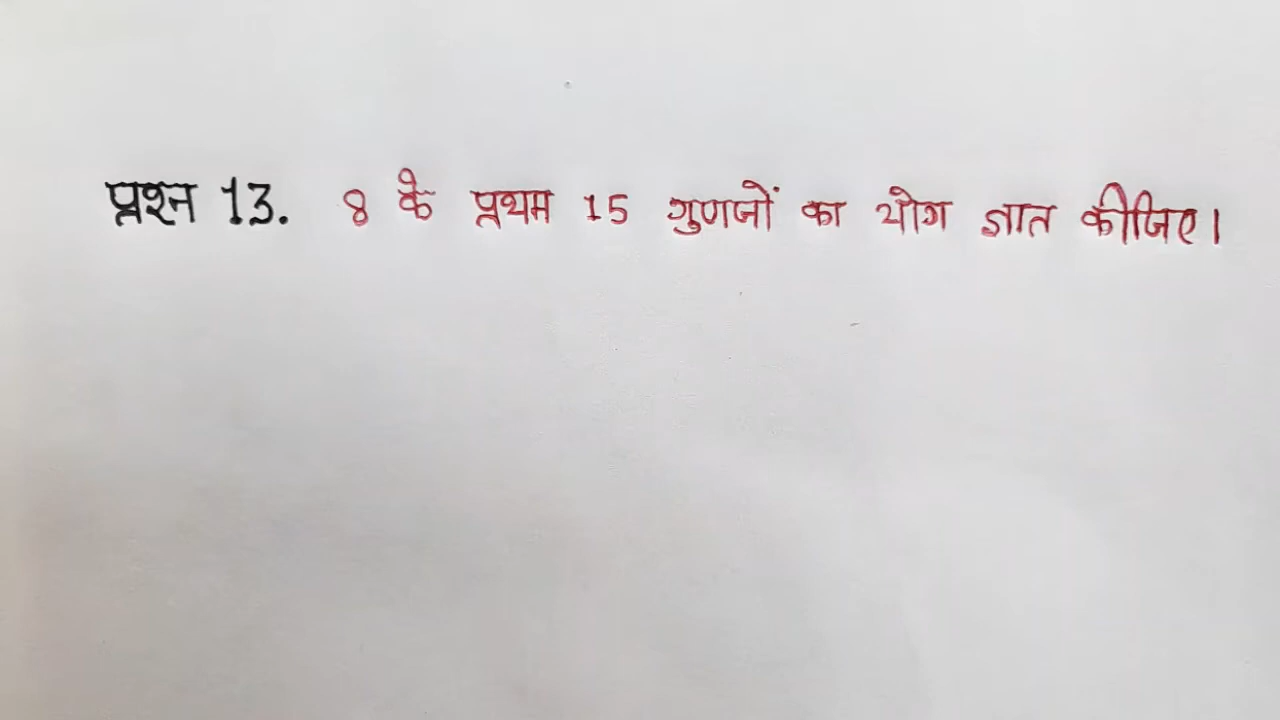 प्रश्न 13. 8 के प्रथम 15 गुणजों का योग ज्ञात कीजिए।